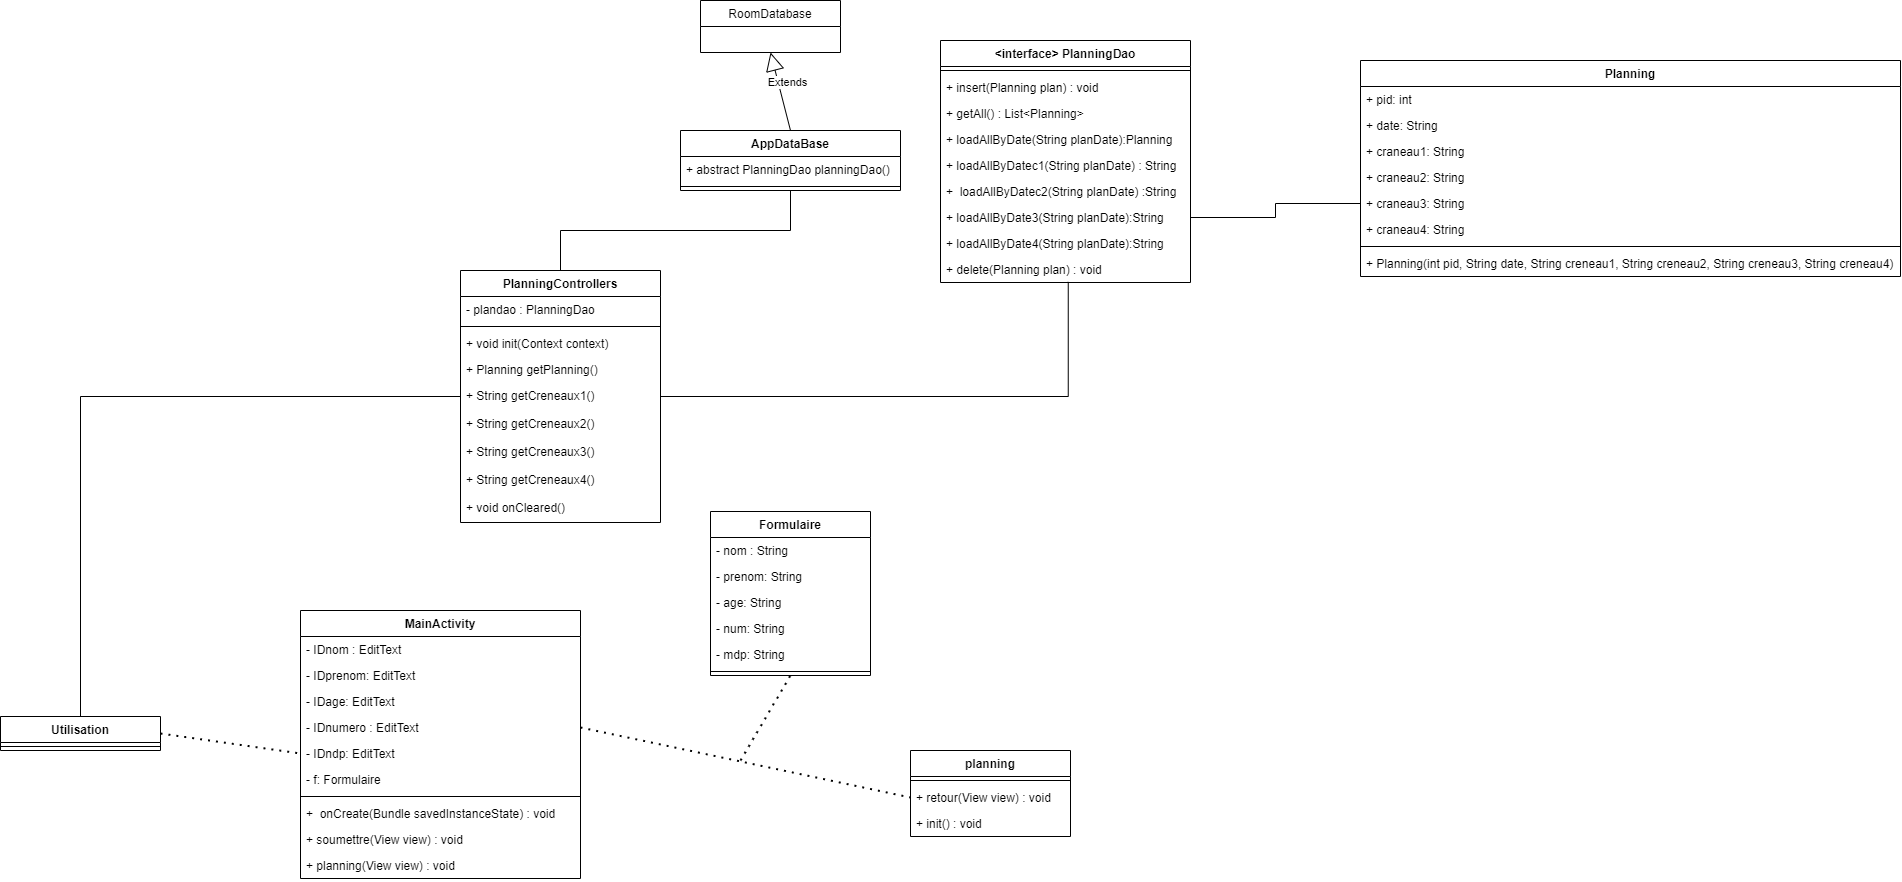 RoomDatabase
Extends
AppDataBase
+ abstract PlanningDao planningDao()
<interface> PlanningDao
+ insert(Planning plan) : void
+ getAll() : List<Planning>
+ loadAllByDate(String planDate):Planning
+ loadAllByDatec1(String planDate) : String
+  loadAllByDatec2(String planDate) :String
+ loadAllByDate3(String planDate):String
+ loadAllByDate4(String planDate):String
+ delete(Planning plan) : void
Planning
+ pid: int
+ date: String
+ craneau1: String
+ craneau2: String
+ craneau3: String
+ craneau4: String
+ Planning(int pid, String date, String creneau1, String creneau2, String creneau3, String creneau4)
PlanningControllers
- plandao : PlanningDao
+ void init(Context context)
+ Planning getPlanning()
+ String getCreneaux1()
+ String getCreneaux2()
+ String getCreneaux3()
+ String getCreneaux4()
+ void onCleared()
Formulaire
- nom : String
- prenom: String
- age: String
- num: String
- mdp: String
MainActivity
- IDnom : EditText
- IDprenom: EditText
- IDage: EditText
- IDnumero : EditText
- IDndp: EditText
- f: Formulaire
+  onCreate(Bundle savedInstanceState) : void
+ soumettre(View view) : void
+ planning(View view) : void
Utilisation
planning
+ retour(View view) : void
+ init() : void